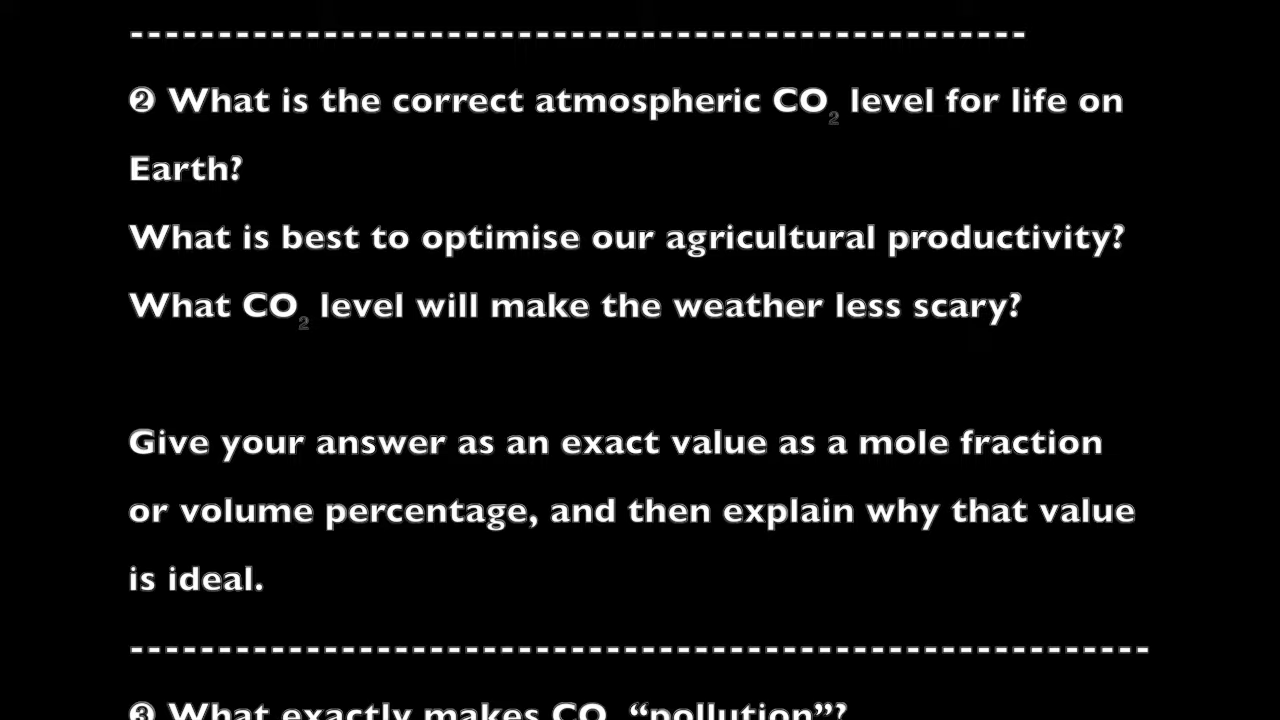 ----------------------------------------------------
❷ What is the correct atmospheric CO₂ level for life on
Earth?
What is best to optimise our agricultural productivity?
What CO₂ level will make the weather less scary?
Give your answer as an exact value as a mole fraction
or volume percentage, and then explain why that value
is ideal.
-----------------------------------------------------------
❸ What exactly makes CO₂ “pollution”?